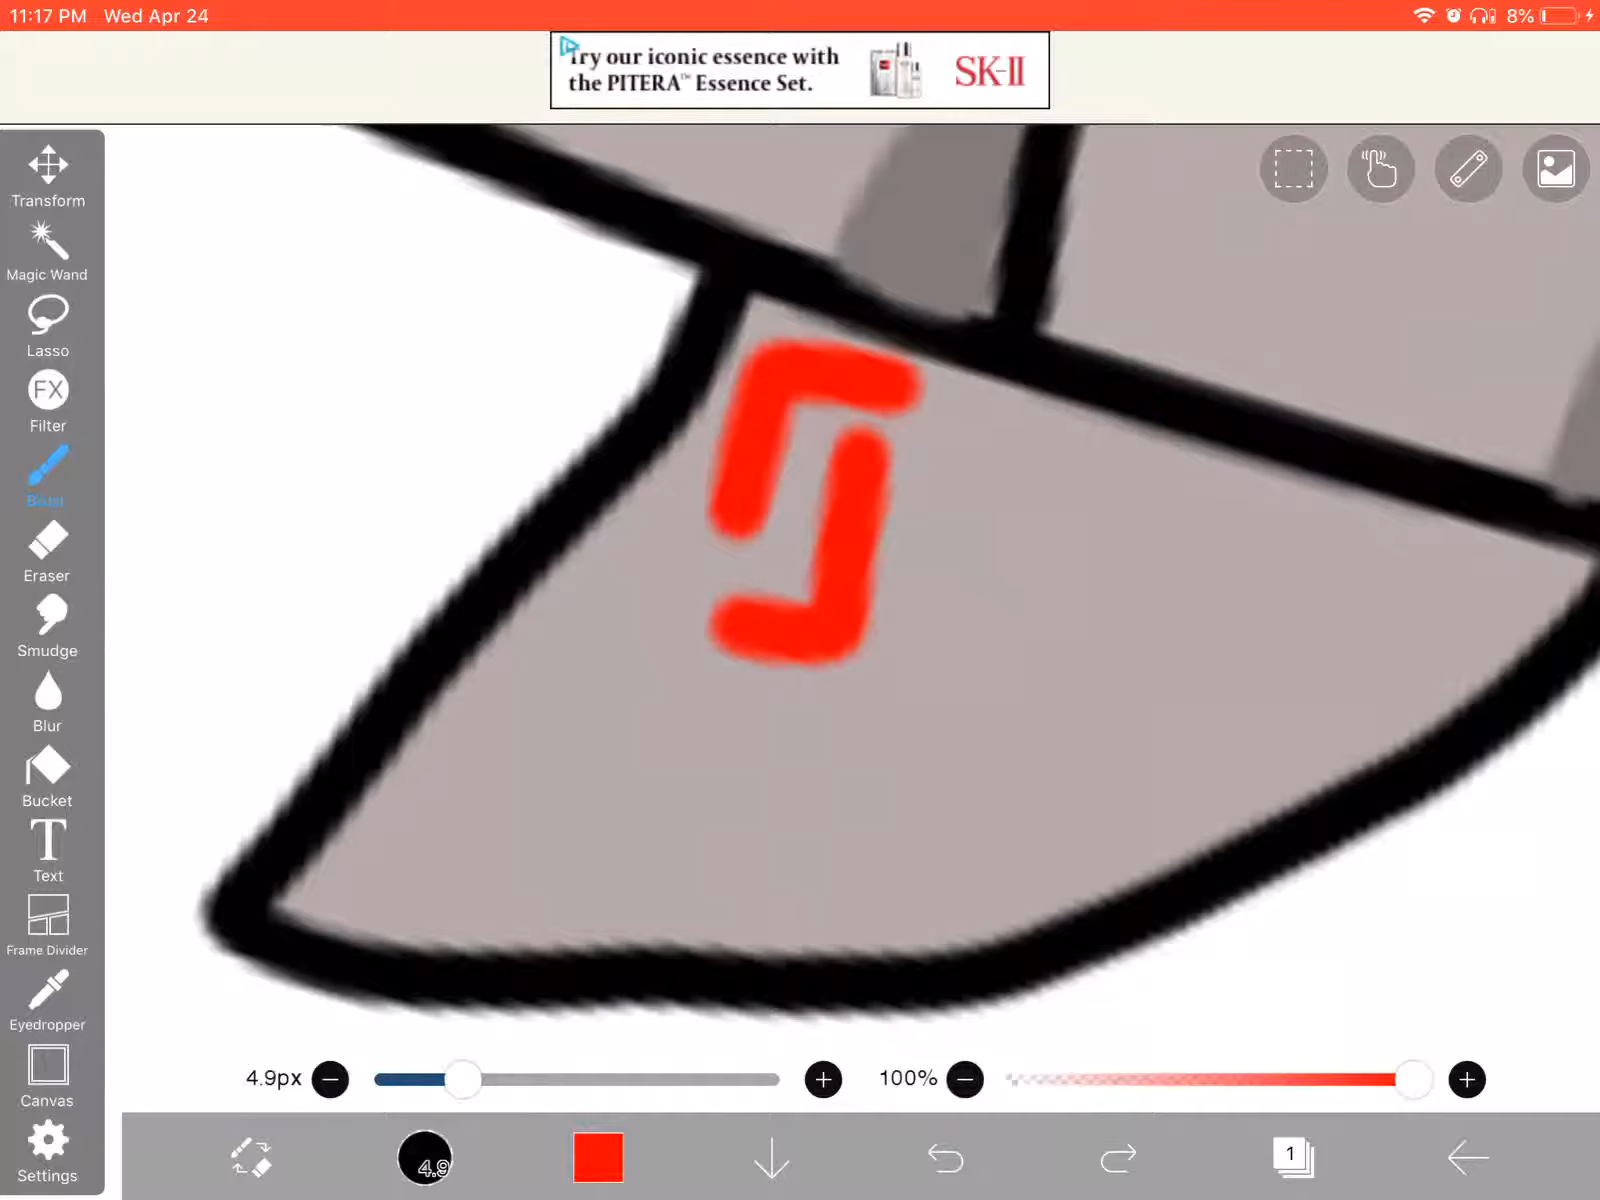 11:17 PM Wed Apr 24
8%
Try our iconic essence with
the PITERA™ Essence Set.
SK-II
Transform
Magic Wand
Lasso
FX
Filter
Brush
Eraser
Smudge
Blur
Bucket
T
Text
Frame Divider
Eyedropper
Canvas
Settings
4.9px
100%
4.9
1